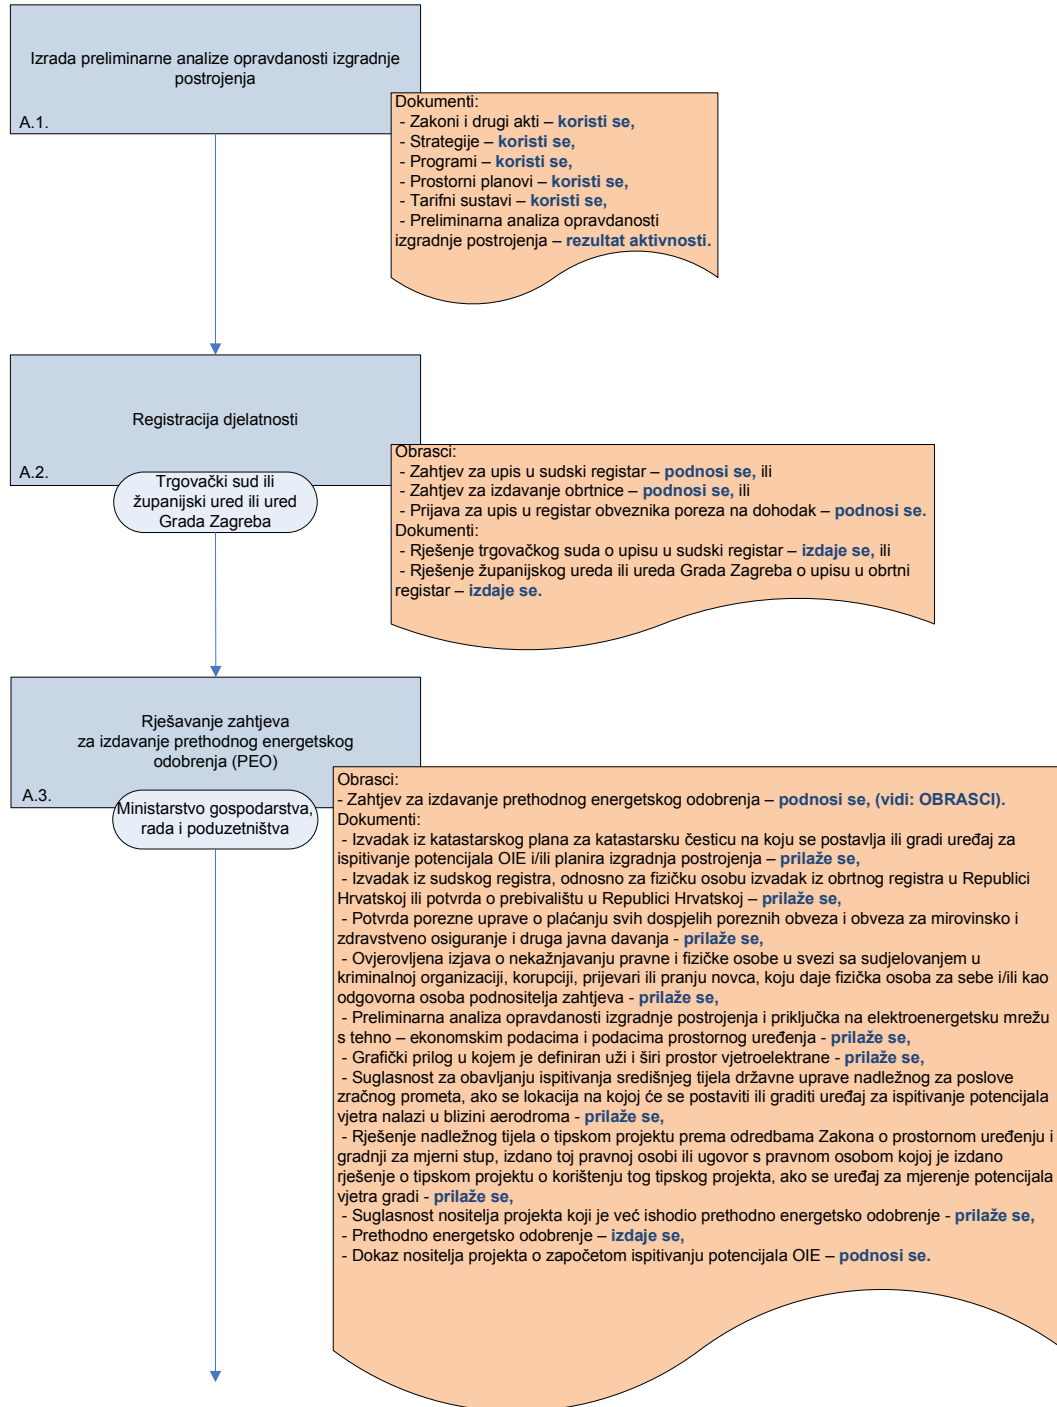 Izrada preliminarne analize opravdanosti izgradnje
postrojenja
A.1.
Dokumenti:
- Zakoni i drugi akti – koristi se,
- Strategije – koristi se,
- Programi – koristi se,
- Prostorni planovi – koristi se,
- Tarifni sustavi – koristi se,
- Preliminarna analiza opravdanosti
izgradnje postrojenja – rezultat aktivnosti.
Registracija djelatnosti
A.2.
Trgovački sud ili
županijski ured ili ured
Grada Zagreba
Obrasci:
- Zahtjev za upis u sudski registar – podnosi se, ili
- Zahtjev za izdavanje obrtnice – podnosi se, ili
- Prijava za upis u registar obveznika poreza na dohodak – podnosi se.
Dokumenti:
- Rješenje trgovačkog suda o upisu u sudski registar – izdaje se, ili
- Rješenje županijskog ureda ili ureda Grada Zagreba o upisu u obrtni
registar – izdaje se.
Rješavanje zahtjeva
za izdavanje prethodnog energetskog
odobrenja (PEO)
A.3.
Ministarstvo gospodarstva,
rada i poduzetništva
Obrasci:
- Zahtjev za izdavanje prethodnog energetskog odobrenja – podnosi se, (vidi: OBRASCI).
Dokumenti:
- Izvadak iz katastarskog plana za katastarsku česticu na koju se postavlja ili gradi uređaj za
ispitivanje potencijala OIE i/ili planira izgradnja postrojenja – prilaže se,
- Izvadak iz sudskog registra, odnosno za fizičku osobu izvadak iz obrtnog registra u Republici
Hrvatskoj ili potvrda o prebivalištu u Republici Hrvatskoj – prilaže se,
- Potvrda porezne uprave o plaćanju svih dospjelih poreznih obveza i obveza za mirovinsko i
zdravstveno osiguranje i druga javna davanja - prilaže se,
- Ovjerovljena izjava o nekažnjavanju pravne i fizičke osobe u svezi sa sudjelovanjem u
kriminalnoj organizaciji, korupciji, prijevari ili pranju novca, koju daje fizička osoba za sebe i/ili kao
odgovorna osoba podnositelja zahtjeva - prilaže se,
- Preliminarna analiza opravdanosti izgradnje postrojenja i priključka na elektroenergetsku mrežu
s tehno – ekonomskim podacima i podacima prostornog uređenja - prilaže se,
- Grafički prilog u kojem je definiran uži i širi prostor vjetroelektrane - prilaže se,
- Suglasnost za obavljanju ispitivanja središnjeg tijela državne uprave nadležnog za poslove
zračnog prometa, ako se lokacija na kojoj će se postaviti ili graditi uređaj za ispitivanje potencijala
vjetra nalazi u blizini aerodroma - prilaže se,
- Rješenje nadležnog tijela o tipskom projektu prema odredbama Zakona o prostornom uređenju i
gradnji za mjerni stup, izdano toj pravnoj osobi ili ugovor s pravnom osobom kojoj je izdano
rješenje o tipskom projektu o korištenju tog tipskog projekta, ako se uređaj za mjerenje potencijala
vjetra gradi - prilaže se,
- Suglasnost nositelja projekta koji je već ishodio prethodno energetsko odobrenje - prilaže se,
- Prethodno energetsko odobrenje – izdaje se,
- Dokaz nositelja projekta o započetom ispitivanju potencijala OIE – podnosi se.